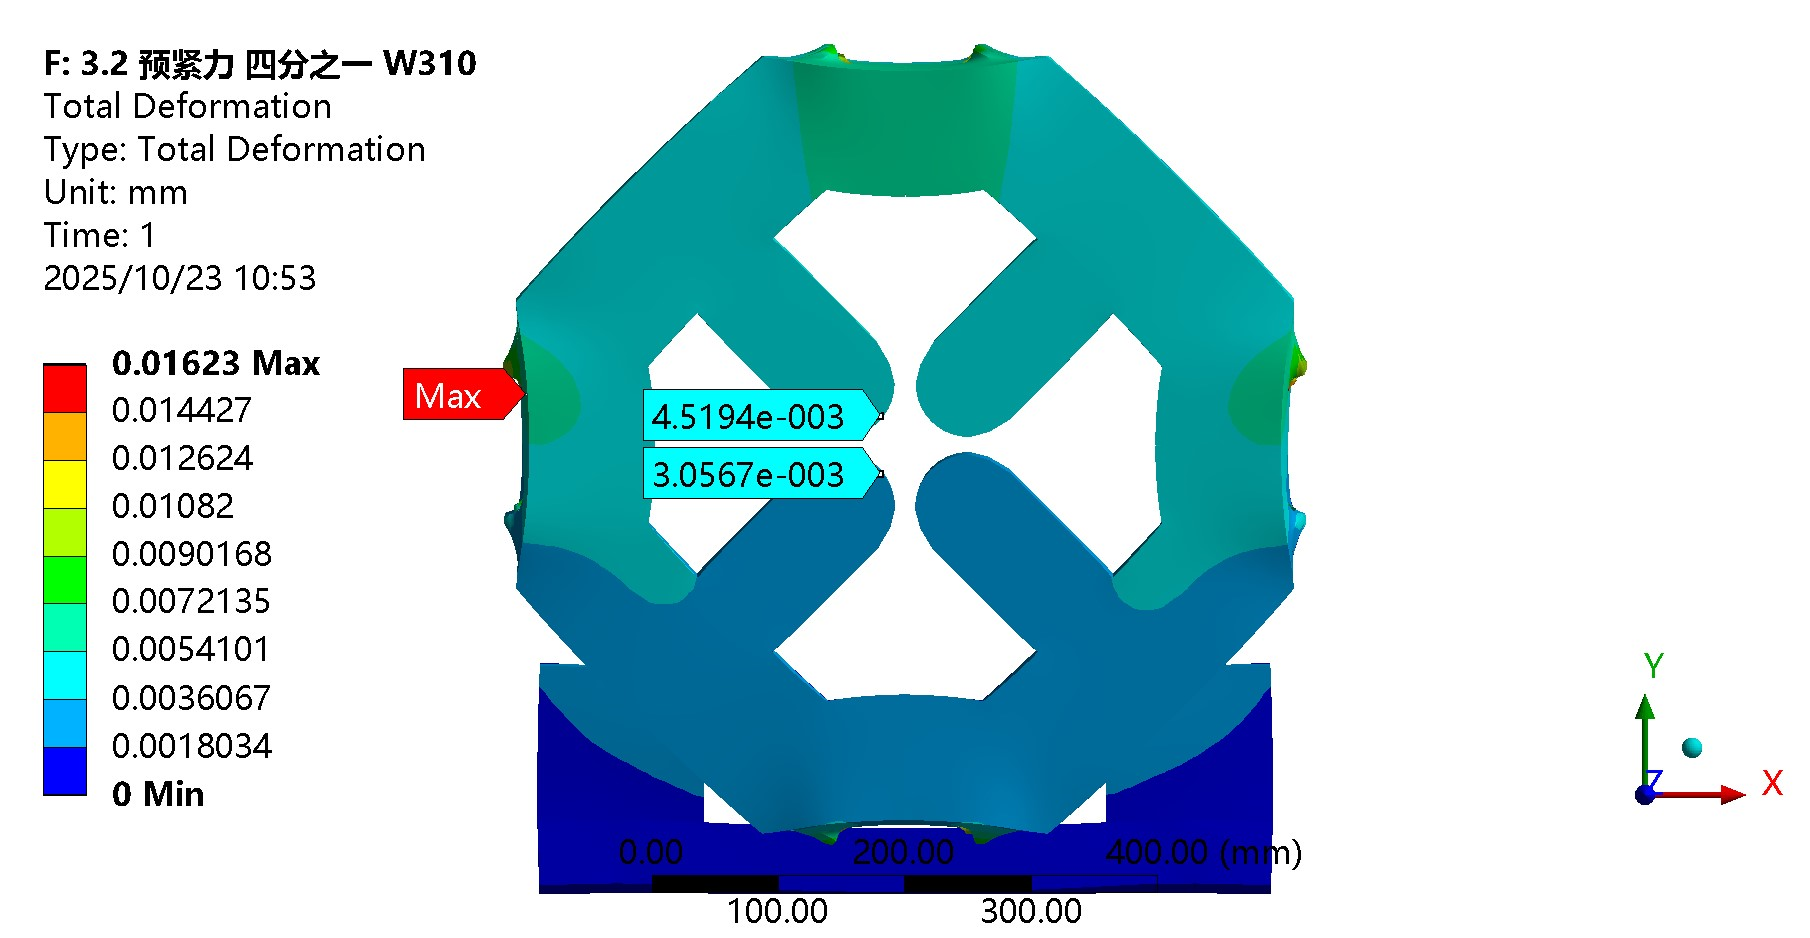 F: 3.2 预紧力 四分之一 W310
Total Deformation
Type: Total Deformation
Unit: mm
Time: 1
2025/10/23 10:53
0.01623 Max
0.014427
0.012624
0.01082
0.0090168
0.0072135
0.0054101
0.0036067
0.0018034
0 Min
Max
4.5194e-003
3.0567e-003
0.00 200.00 400.00 (mm)
100.00 300.00
Y
Z
X